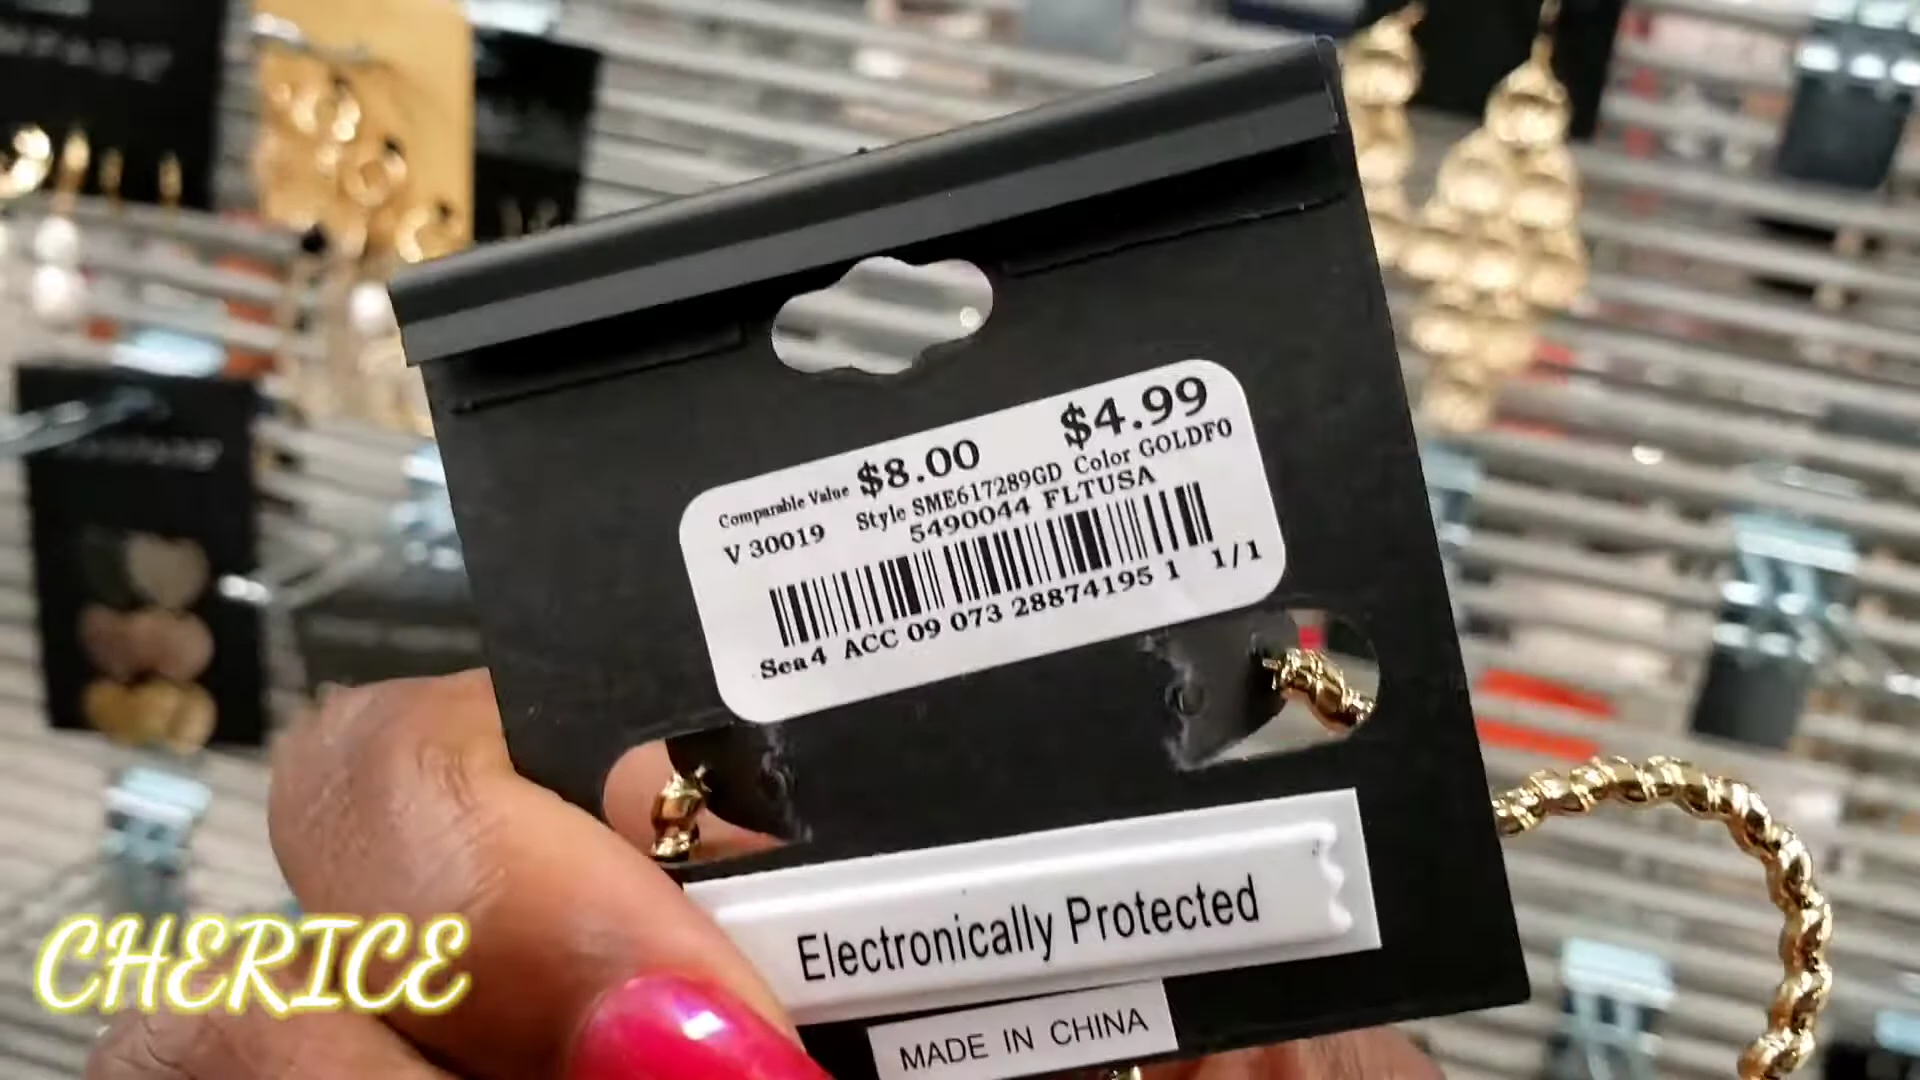 Comparable Value $8.00 $4.99
V 30019 Style SME617289GD Color GOLDFO
5490044 FLTUSA
Sea4 ACC 09 073 28874195 1 1/1
Electronically Protected
MADE IN CHINA
CHERICE